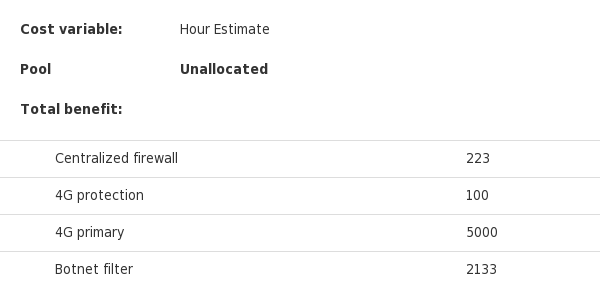 Cost variable: Hour Estimate
Pool Unallocated
Total benefit:
Centralized firewall 223
4G protection 100
4G primary 5000
Botnet filter 2133